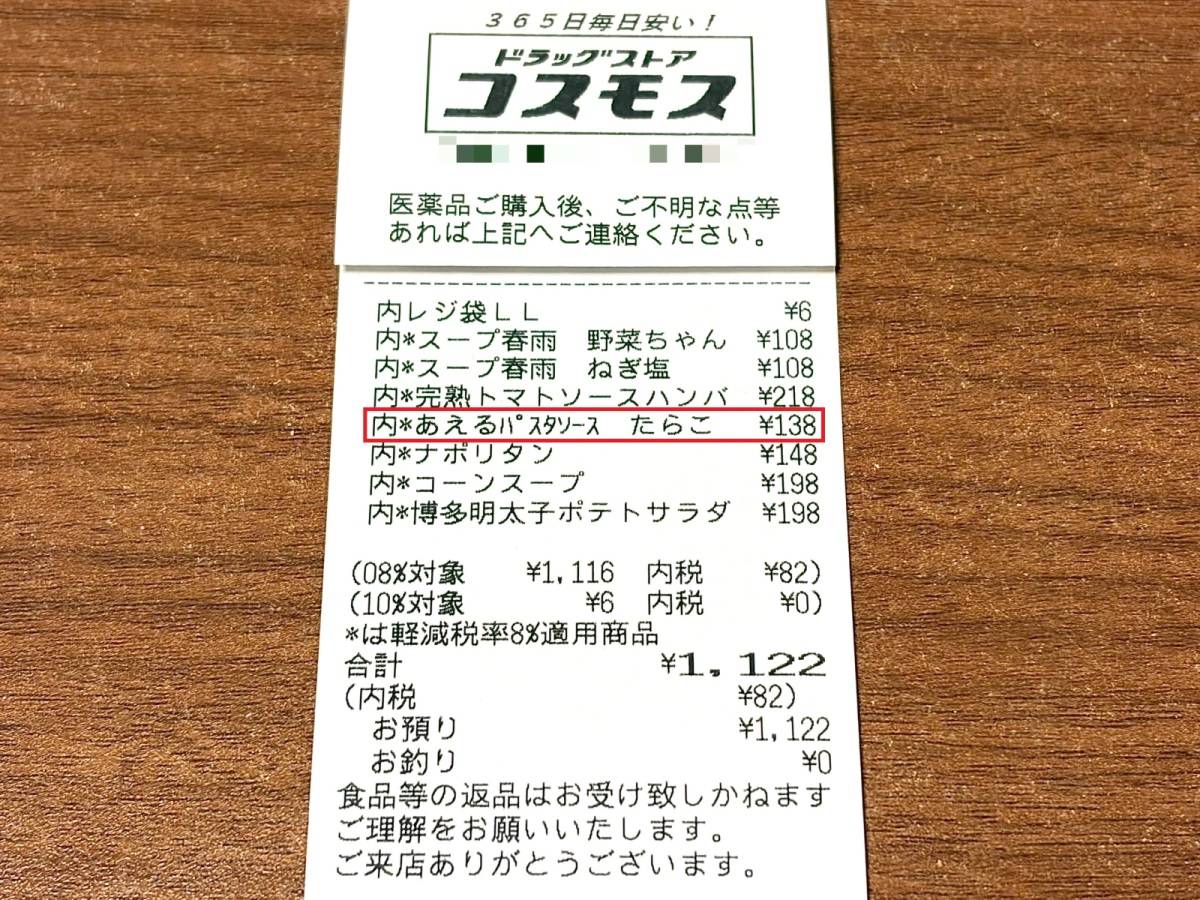 365日毎日安い!
ドラッグストア
コスモス
医薬品ご購入後、ご不明な点等
あれば上記へご連絡ください。
内レジ袋LL ¥6
内*スープ春雨 野菜ちゃん ¥108
内*スープ春雨 ねぎ塩 ¥108
内*完熟トマトソースハンバ ¥218
内*あえるパスタソース たらこ ¥138
内*ナポリタン ¥148
内*コーンスープ ¥198
内*博多明太子ポテトサラダ ¥198
(08%対象 ¥1,116 内税 ¥82)
(10%対象 ¥6 内税 ¥0)
*は軽減税率8%適用商品
合計 ¥1,122
(内税 ¥82)
お預り ¥1,122
お釣り ¥0
食品等の返品はお受け致しかねます
ご理解をお願いいたします。
ご来店ありがとうございます。